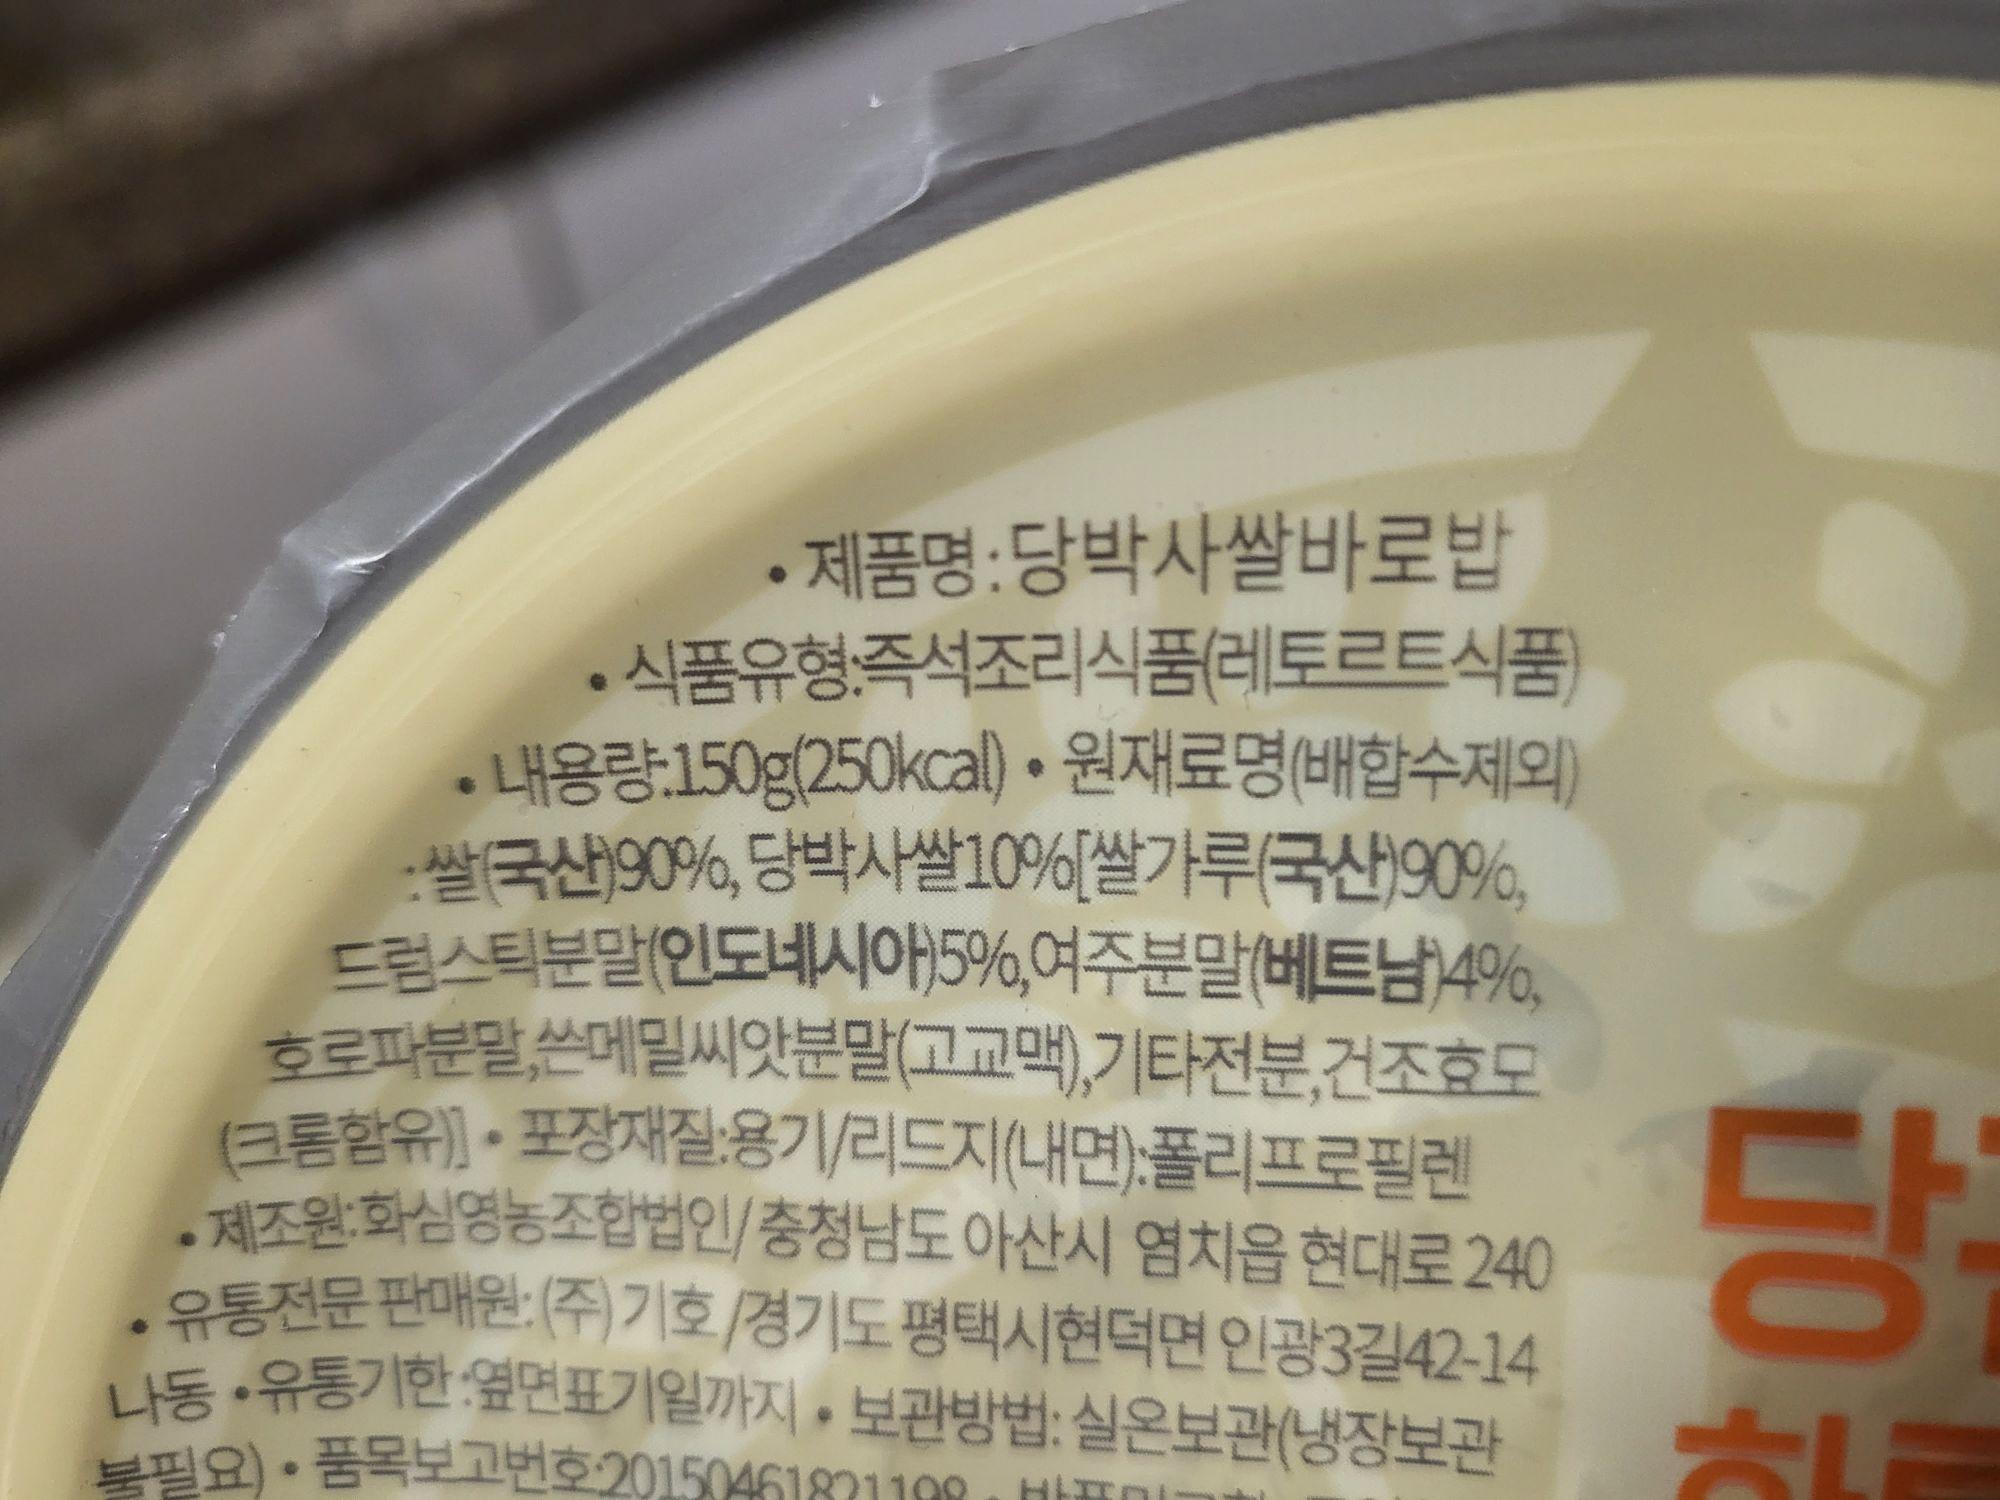 • 제품명 : 당박사쌀바로밥
• 식품유형:즉석조리식품(레토르트식품)
• 내용량:150g(250kcal) • 원재료명(배합수제외)
:쌀(국산)90%, 당박사쌀10%[쌀가루(국산)90%,
드럼스틱분말(인도네시아)5%,여주분말(베트남)4%,
호로파분말,쓴메밀씨앗분말(고교맥),기타전분,건조효모
(크롬함유)] • 포장재질:용기/리드지(내면):폴리프로필렌
• 제조원:화심영농조합법인/ 충청남도 아산시 염치읍 현대로 240
• 유통전문 판매원: (주) 기호 /경기도 평택시현덕면 인광3길42-14
나동 •유통기한:옆면표기일까지 • 보관방법: 실온보관(냉장보관
불필요) • 품목보고번호:20150461821198 •
당